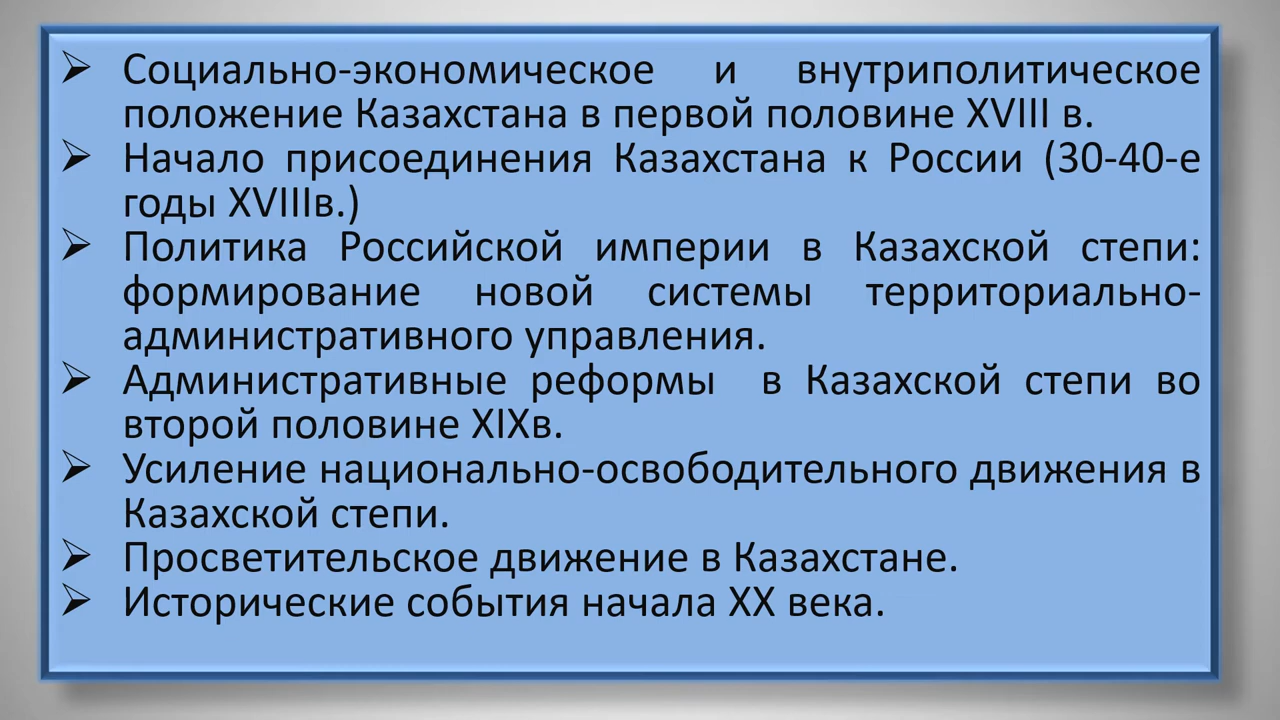 ➢ Социально-экономическое и внутриполитическое
положение Казахстана в первой половине XVIII в.
➢ Начало присоединения Казахстана к России (30-40-е
годы XVIIIв.)
➢ Политика Российской империи в Казахской степи:
формирование новой системы территориально-
административного управления.
➢ Административные реформы в Казахской степи во
второй половине XIXв.
➢ Усиление национально-освободительного движения в
Казахской степи.
➢ Просветительское движение в Казахстане.
➢ Исторические события начала XX века.